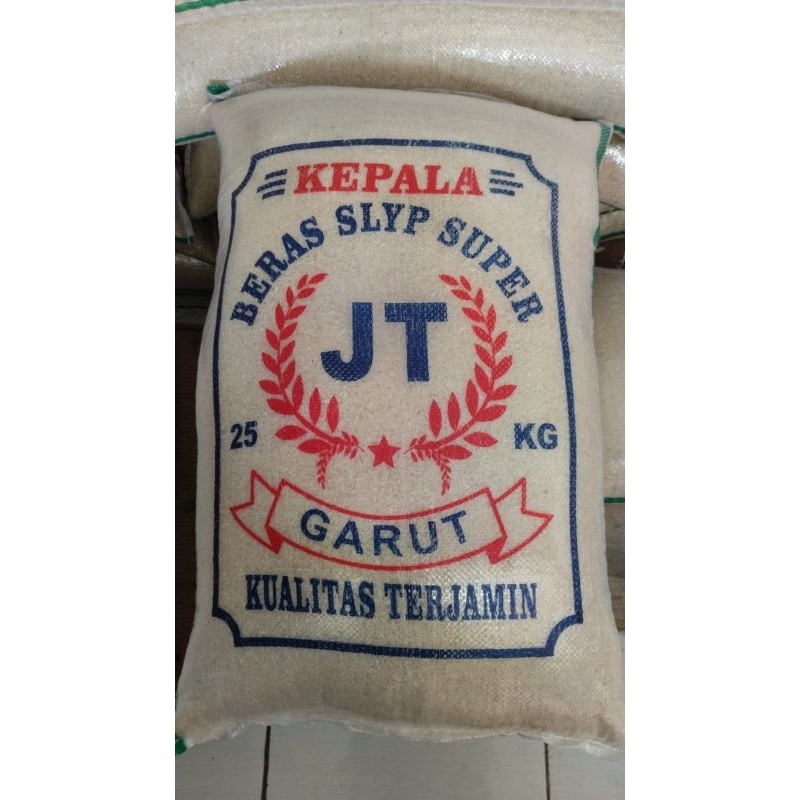 KEPALA
BERAS SLYP SUPER
JT
25 KG
GARUT
KUALITAS TERJAMIN